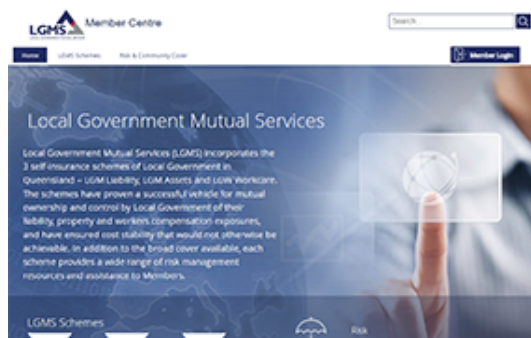 LGMS
Member Centre
Search...
Home
LGMS Schemes
Risk & Community Cover
Member Login
Local Government Mutual Services
Local Government Mutual Services (LGMS) incorporates the
3 self-insurance schemes of Local Government in
Queensland – LGM Liability, LGM Assets and LGW Workcare.
The schemes have proven a successful vehicle for mutual
ownership and control by Local Government of their
liability, property and workers compensation exposures,
and have ensured cost stability that would not otherwise be
achievable. In addition to the broad cover available, each
scheme provides a wide range of risk management
resources and assistance to Members.
LGMS Schemes
Risk